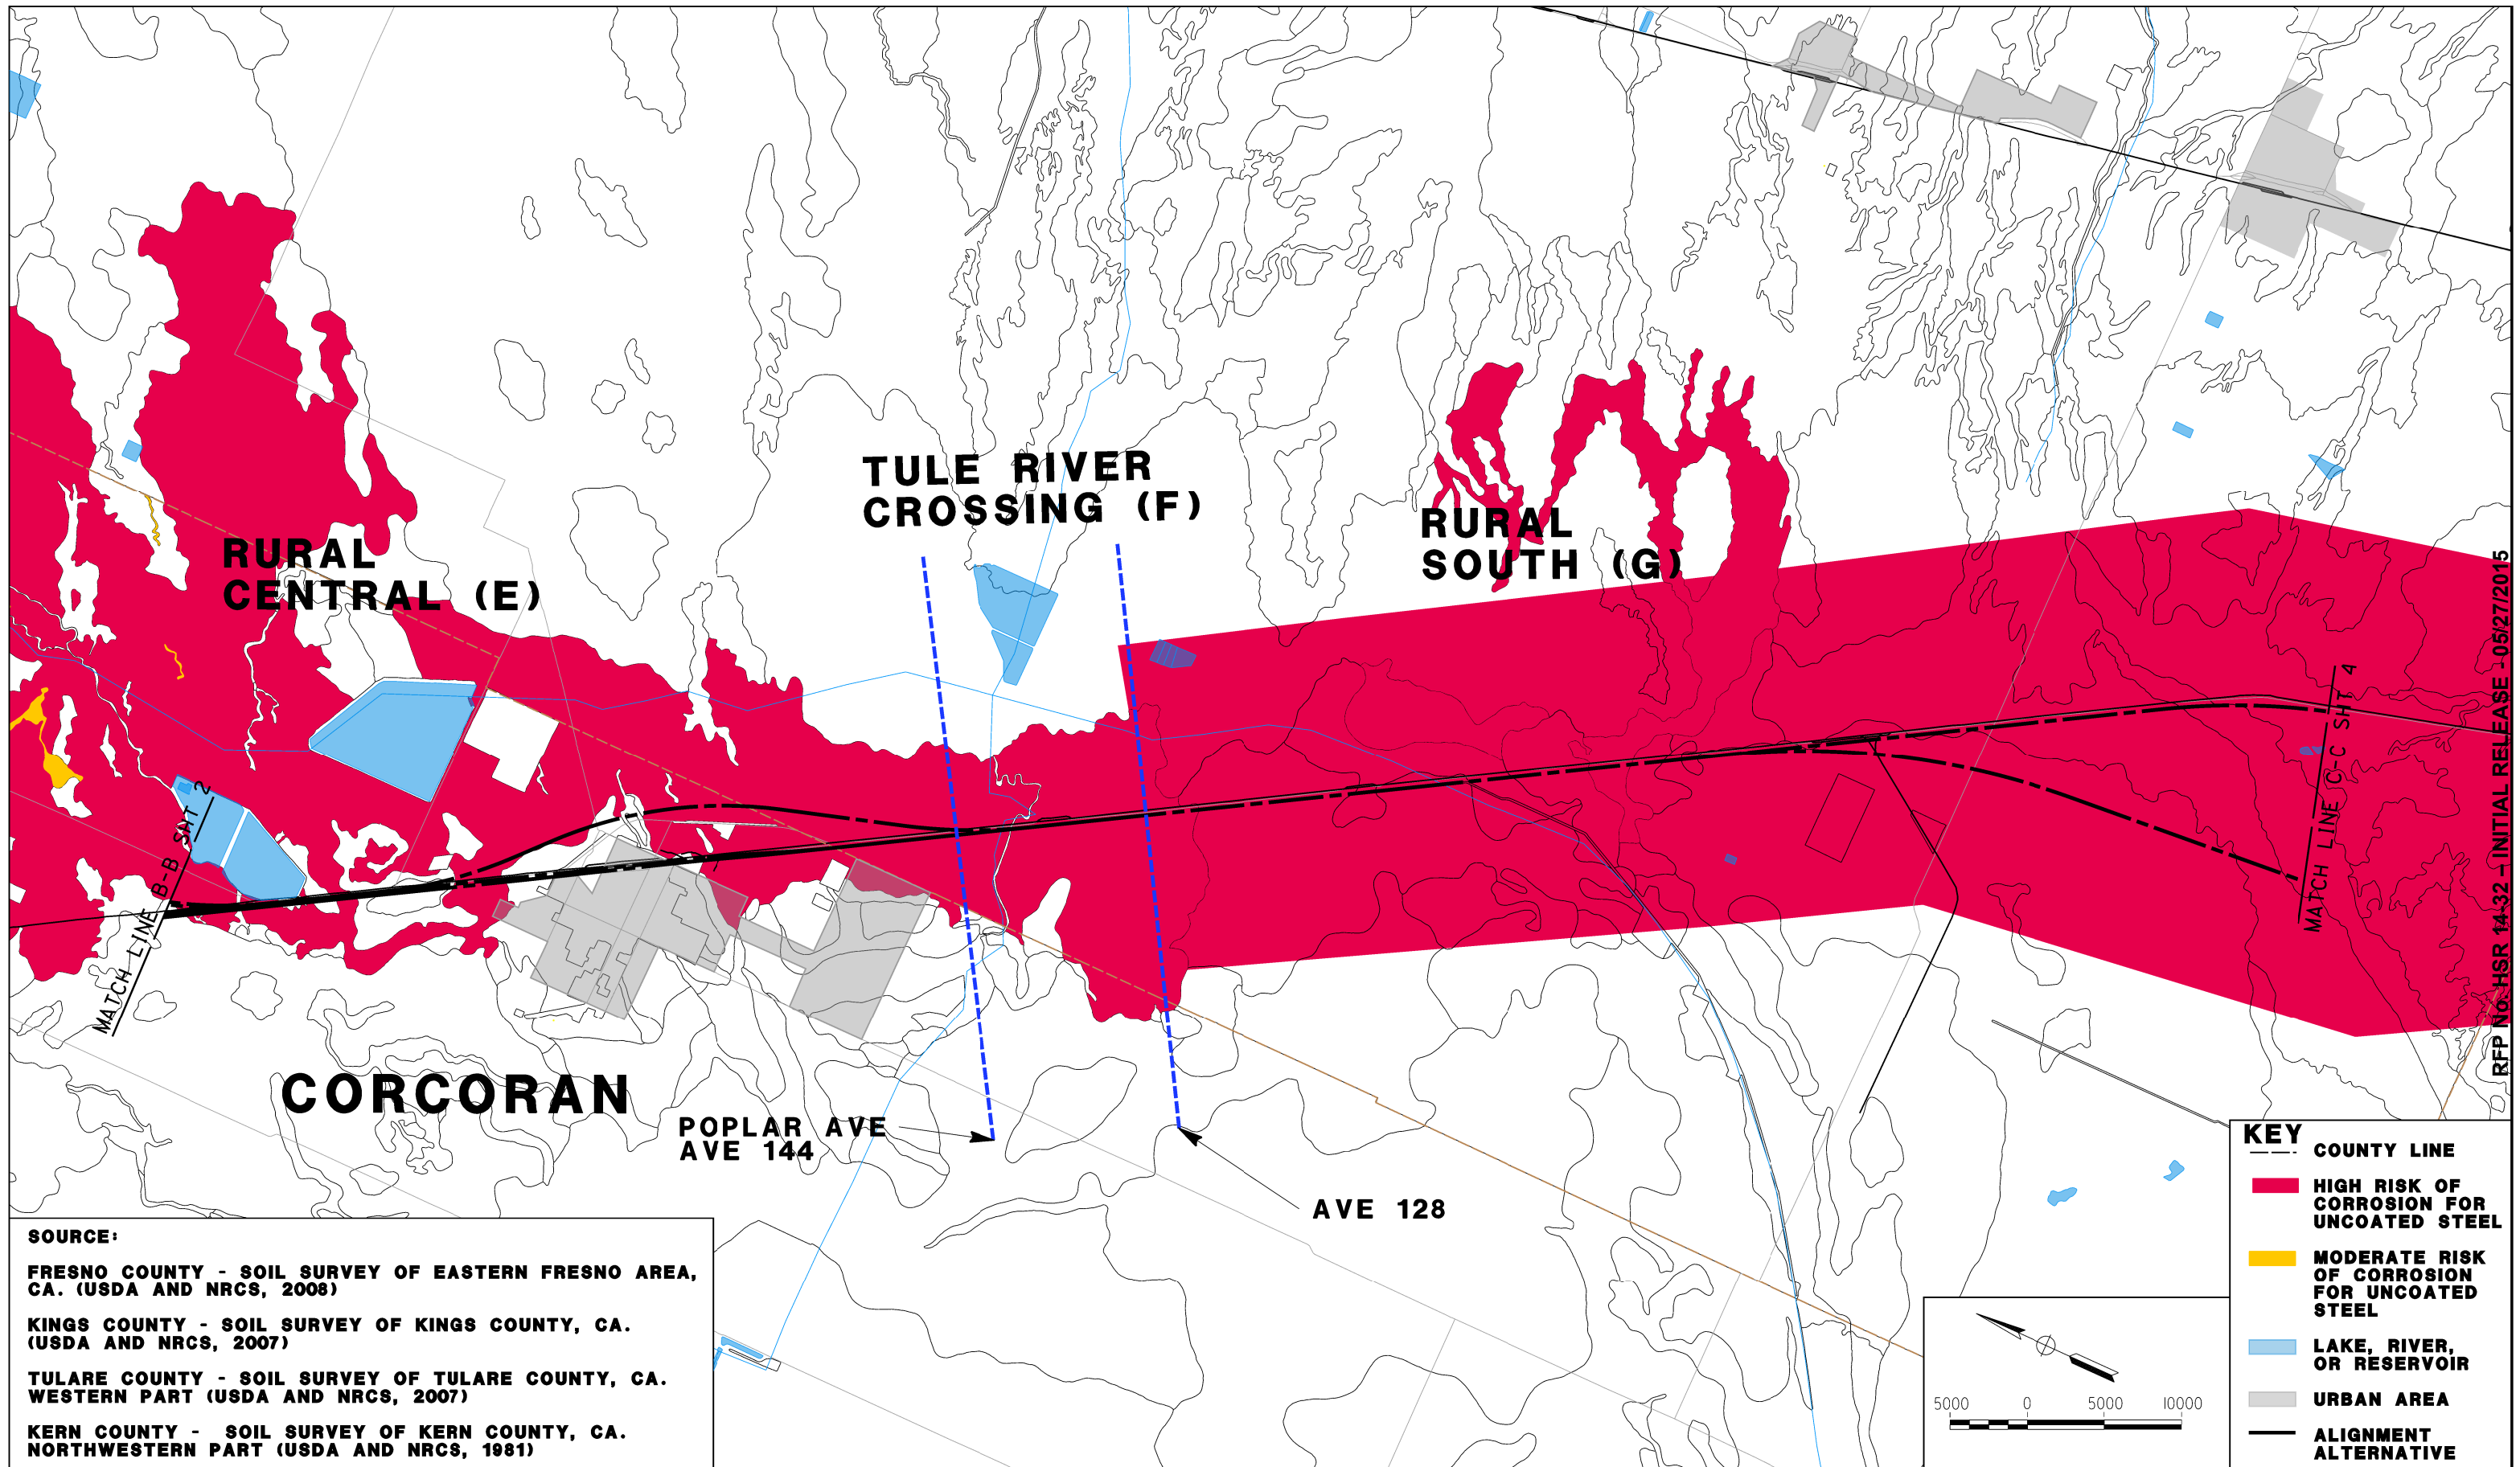 TULE RIVER
CROSSING (F)
RURAL
SOUTH (G)
RURAL
CENTRAL (E)
MATCH LINE B-B SHT 2
MATCH LINE C-C SHT 4
RFP No. HSR 14-32 – INITIAL RELEASE - 05/27/2015
CORCORAN
POPLAR AVE
AVE 144
AVE 128
SOURCE:
FRESNO COUNTY - SOIL SURVEY OF EASTERN FRESNO AREA,
CA. (USDA AND NRCS, 2008)
KINGS COUNTY - SOIL SURVEY OF KINGS COUNTY, CA.
(USDA AND NRCS, 2007)
TULARE COUNTY - SOIL SURVEY OF TULARE COUNTY, CA.
WESTERN PART (USDA AND NRCS, 2007)
KERN COUNTY - SOIL SURVEY OF KERN COUNTY, CA.
NORTHWESTERN PART (USDA AND NRCS, 1981)
5000 0 5000 10000
KEY
COUNTY LINE
HIGH RISK OF
CORROSION FOR
UNCOATED STEEL
MODERATE RISK
OF CORROSION
FOR UNCOATED
STEEL
LAKE, RIVER,
OR RESERVOIR
URBAN AREA
ALIGNMENT
ALTERNATIVE